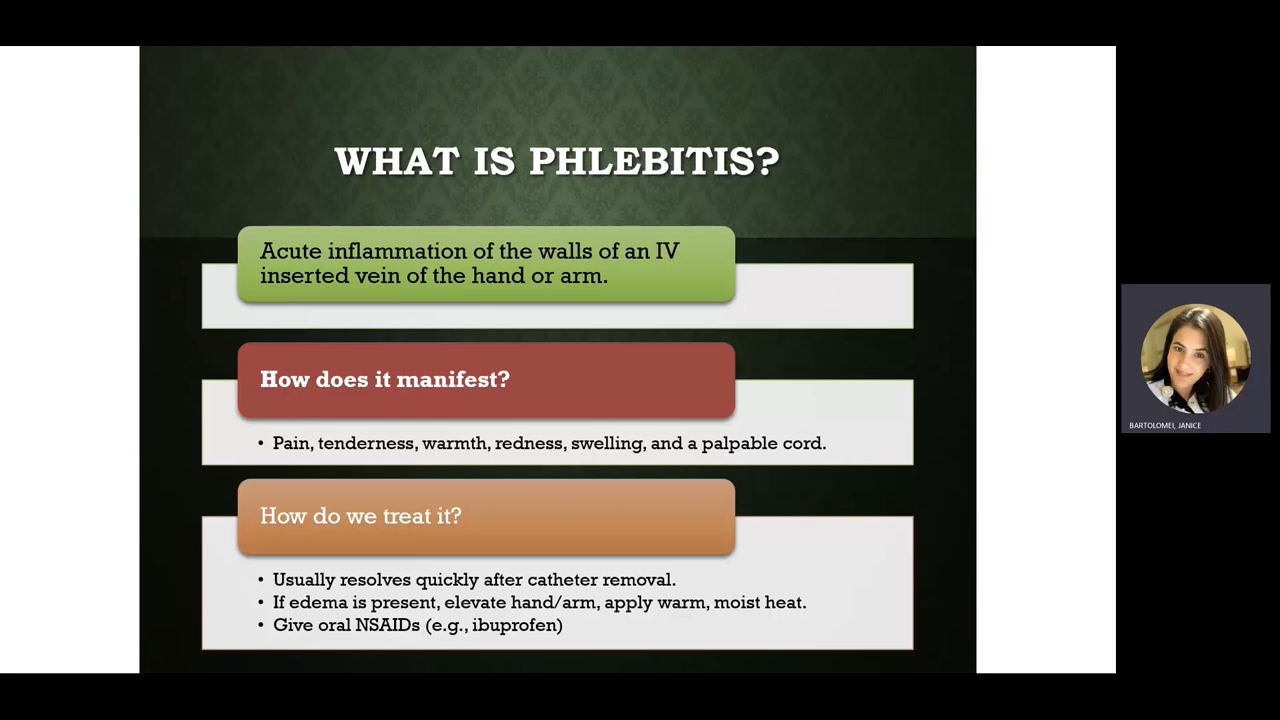 WHAT IS PHLEBITIS?
Acute inflammation of the walls of an IV
inserted vein of the hand or arm.
How does it manifest?
• Pain, tenderness, warmth, redness, swelling, and a palpable cord.
How do we treat it?
• Usually resolves quickly after catheter removal.
• If edema is present, elevate hand/arm, apply warm, moist heat.
• Give oral NSAIDs (e.g., ibuprofen)
BARTOLOMEI, JANICE